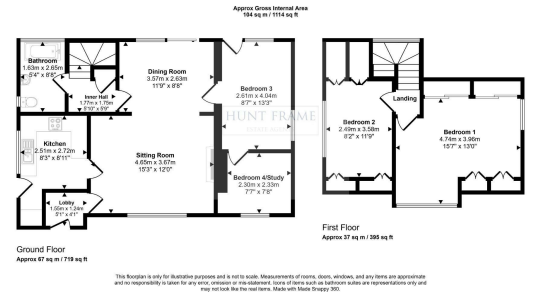 Approx Gross Internal Area
104 sq m / 1114 sq ft
Bathroom
1.63m x 2.65m
5'4" x 8'8"
Inner Hall
1.77m x 1.75m
5'10" x 5'9"
Dining Room
3.57m x 2.63m
11'9" x 8'8"
Bedroom 3
2.61m x 4.04m
8'7" x 13'3"
HUNT FRAME
Kitchen
2.51m x 2.72m
8'3" x 8'11"
Sitting Room
4.65m x 3.67m
15'3" x 12'0"
Bedroom 4/Study
2.30m x 2.33m
7'7" x 7'8"
Lobby
1.55m x 1.24m
5'1" x 4'1"
Landing
Bedroom 2
2.49m x 3.58m
8'2" x 11'9"
Bedroom 1
4.74m x 3.96m
15'7" x 13'0"
Ground Floor
Approx 67 sq m / 719 sq ft
First Floor
Approx 37 sq m / 395 sq ft
This floorplan is only for illustrative purposes and is not to scale. Measurements of rooms, doors, windows, and any items are approximate
and no responsibility is taken for any error, omission or mis-statement. Icons of items such as bathroom suites are representations only and
may not look like the real items. Made with Made Snappy 360.